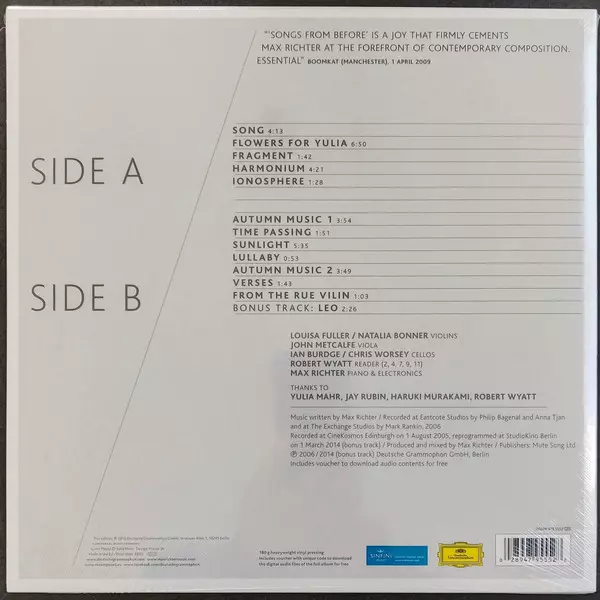 "'SONGS FROM BEFORE' IS A JOY THAT FIRMLY CEMENTS
MAX RICHTER AT THE FOREFRONT OF CONTEMPORARY COMPOSITION.
ESSENTIAL" BOOMKAT (MANCHESTER), 1 APRIL 2009
SIDE A
SONG 4:13
FLOWERS FOR YULIA 6:50
FRAGMENT 1:42
HARMONIUM 4:21
IONOSPHERE 1:28
SIDE B
AUTUMN MUSIC 1 3:54
TIME PASSING 1:51
SUNLIGHT 5:35
LULLABY 0:53
AUTUMN MUSIC 2 3:49
VERSES 1:43
FROM THE RUE VILIN 1:09
BONUS TRACK: LEO 2:26
LOUISA FULLER / NATALIA BONNER VIOLINS
JOHN METCALFE VIOLA
IAN BURDGE / CHRIS WORSEY CELLOS
ROBERT WYATT READER (2, 4, 7, 9, 11)
MAX RICHTER PIANO & ELECTRONICS
THANKS TO
YULIA MAHR, JAY RUBIN, HARUKI MURAKAMI, ROBERT WYATT
Music written by Max Richter / Recorded at Eastcote Studios by Philip Bagenal and Anna Tjan
and at The Exchange Studios by Mark Rankin, 2006
Recorded at CineKosmos Edinburgh on 1 August 2005, reprogrammed at StudioKino Berlin
on 3 March 2014 (bonus track) / Produced and mixed by Max Richter / Publishers: Mute Song Ltd.
℗ 2006 / 2014 (bonus track) Deutsche Grammophon GmbH, Berlin
Includes voucher to download audio contents for free
180 g heavyweight vinyl pressing
Includes voucher with unique code to download
the digital audio files of the full album for free